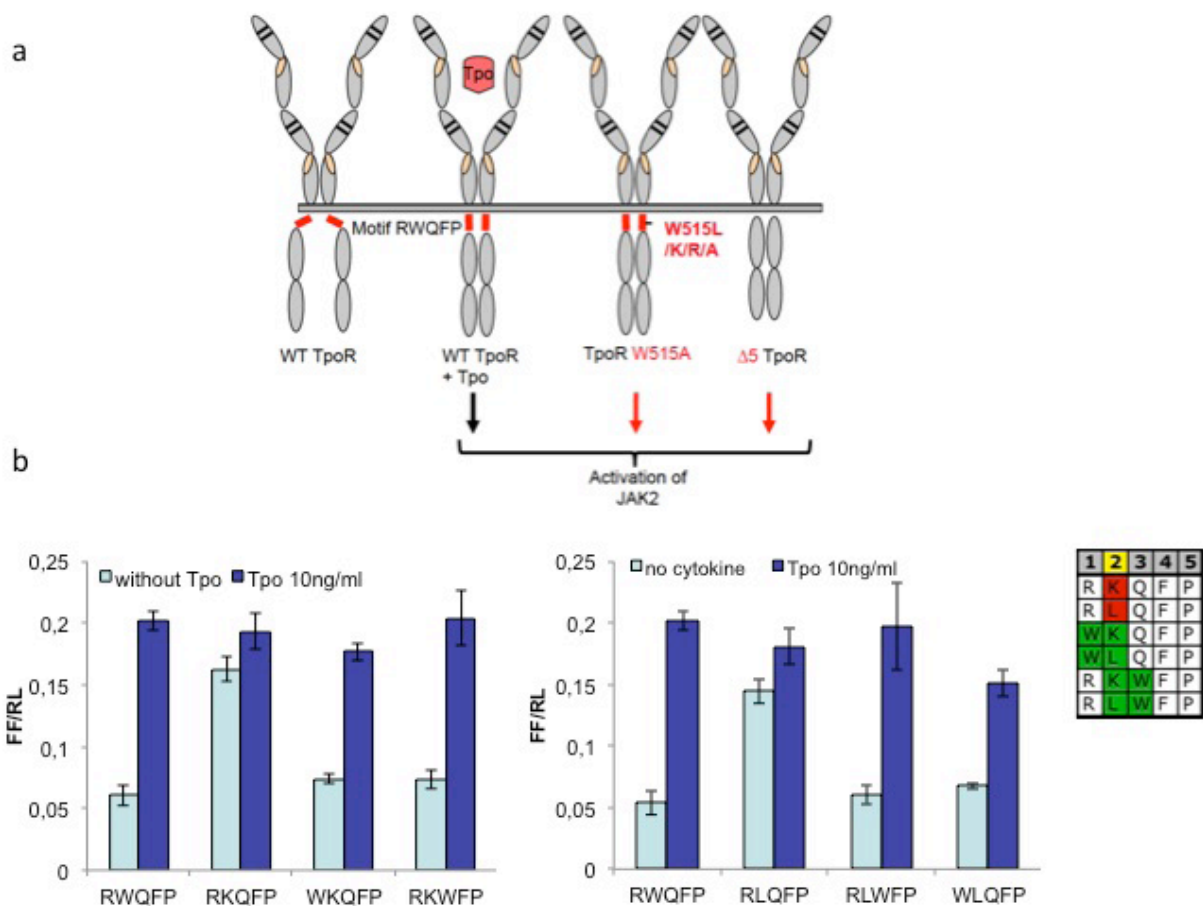 a
Tpo
Motif RWQFP
W515L
/K/R/A
WT TpoR
WT TpoR
+ Tpo
TpoR W515A
Δ5 TpoR
Activation of
JAK2
b
0,25
0,2
0,15
0,1
0,05
0
FF/RL
without Tpo
Tpo 10ng/ml
RWQFP
RKQFP
WKQFP
RKWFP
0,25
0,2
0,15
0,1
0,05
0
FF/RL
no cytokine
Tpo 10ng/ml
RWQFP
RLQFP
RLWFP
WLQFP
1 2 3 4 5
R K Q F P
R L Q F P
W K Q F P
W L Q F P
R K W F P
R L W F P